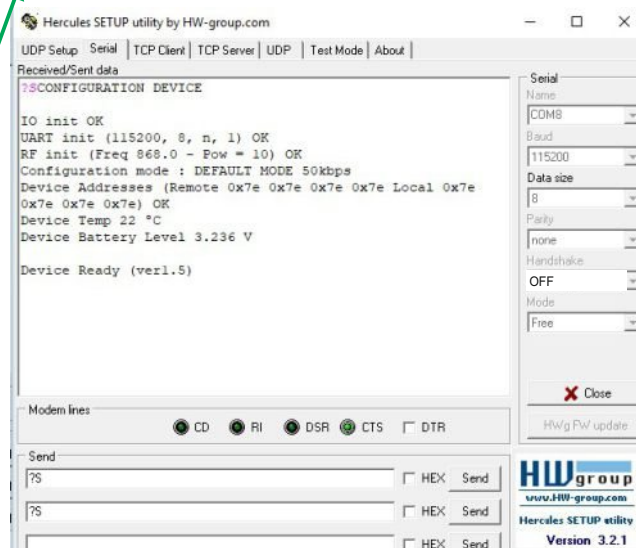 Hercules SETUP utility by HW-group.com
UDP Setup Serial TCP Client TCP Server UDP Test Mode About
Received/Sent data
?SCONFIGURATION DEVICE
IO init OK
UART init (115200, 8, n, 1) OK
RF init (Freq 868.0 - Pow = 10) OK
Configuration mode : DEFAULT MODE 50kbps
Device Addresses (Remote 0x7e 0x7e 0x7e 0x7e Local 0x7e
0x7e 0x7e 0x7e) OK
Device Temp 22 °C
Device Battery Level 3.236 V
Device Ready (ver1.5)
Serial
Name
COM8
Baud
115200
Data size
8
Parity
none
Handshake
OFF
Mode
Free
Close
HWg FW update
Modem lines
CD RI DSR CTS DTR
Send
?S HEX Send
?S HEX Send
HEX Send
HWgroup
www.HW-group.com
Hercules SETUP utility
Version 3.2.1